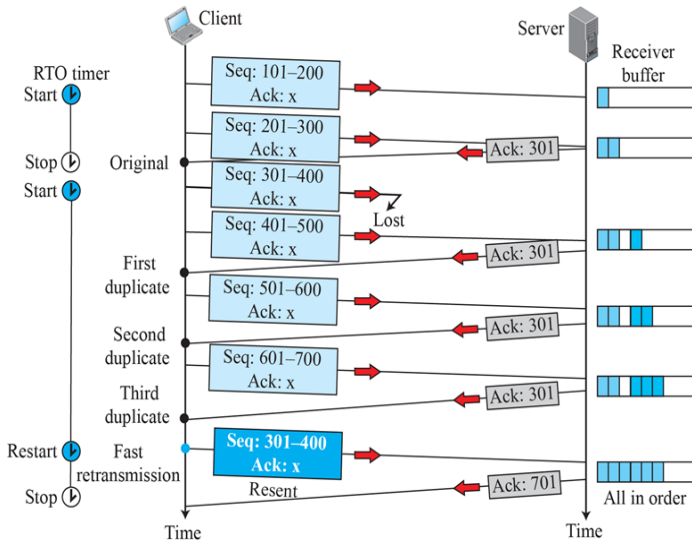 Client
Server
RTO timer
Receiver
buffer
Start
Seq: 101–200
Ack: x
Seq: 201–300
Ack: x
Ack: 301
Stop
Original
Start
Seq: 301–400
Ack: x
Lost
Seq: 401–500
Ack: x
Ack: 301
First
duplicate
Seq: 501–600
Ack: x
Ack: 301
Second
duplicate
Seq: 601–700
Ack: x
Ack: 301
Third
duplicate
Restart
Fast
retransmission
Seq: 301–400
Ack: x
Resent
Ack: 701
Stop
All in order
Time
Time